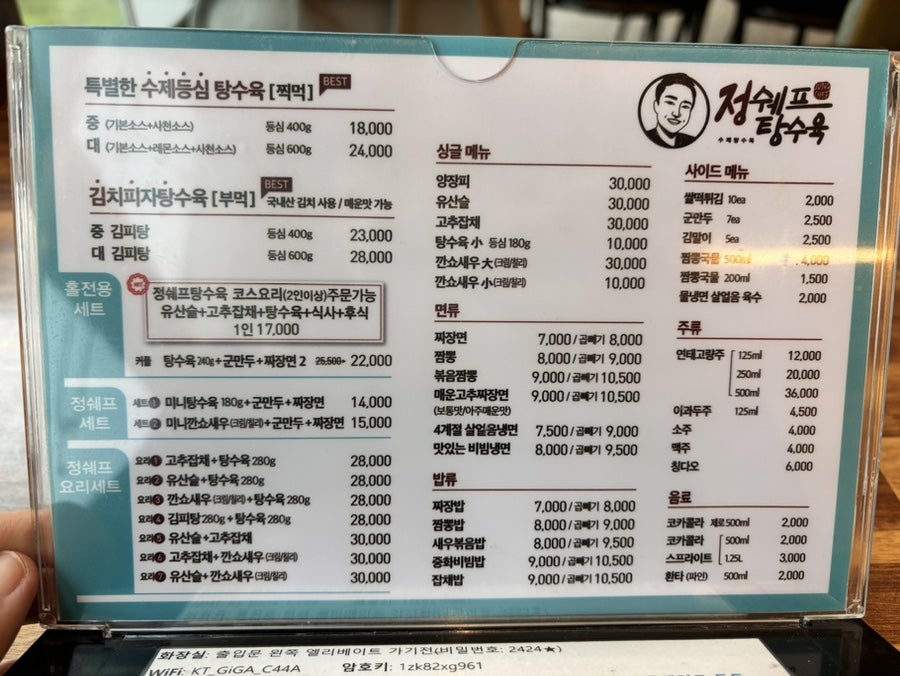 특별한 수제등심 탕수육 [찍먹] BEST
중 (기본소스+사천소스) 등심 400g 18,000
대 (기본소스+레몬소스+사천소스) 등심 600g 24,000
김치피자탕수육 [부먹] BEST 국내산 김치 사용 / 매운맛 가능
중 김피탕 등심 400g 23,000
대 김피탕 등심 600g 28,000
홀전용
세트
정쉐프탕수육 코스요리(2인이상)주문가능
유산슬+고추잡채+탕수육+식사+후식
1인 17,000
커플 탕수육 240g+군만두+짜장면 2 25,500→ 22,000
정쉐프
세트
세트1 미니탕수육 180g+군만두+짜장면 14,000
세트2 미니깐쇼새우(크림/칠리)+군만두+짜장면 15,000
정쉐프
요리세트
요리1 고추잡채+탕수육 280g 28,000
요리2 유산슬+탕수육 280g 28,000
요리3 깐쇼새우(크림/칠리)+탕수육 280g 28,000
요리4 김피탕 280g+탕수육 280g 28,000
요리5 유산슬+고추잡채 30,000
요리6 고추잡채+깐쇼새우(크림/칠리) 30,000
요리7 유산슬+깐쇼새우(크림/칠리) 30,000
싱글 메뉴
양장피 30,000
유산슬 30,000
고추잡채 30,000
탕수육 小 등심 180g 10,000
깐쇼새우 大(크림/칠리) 30,000
깐쇼새우 小(크림/칠리) 10,000
면류
짜장면 7,000 / 곱빼기 8,000
짬뽕 8,000 / 곱빼기 9,000
볶음짬뽕 9,000 / 곱빼기 10,500
매운고추짜장면 9,000 / 곱빼기 10,500
(보통맛/아주매운맛)
4계절 살얼음냉면 7,500 / 곱빼기 9,000
맛있는 비빔냉면 8,000 / 곱빼기 9,500
밥류
짜장밥 7,000 / 곱빼기 8,000
짬뽕밥 8,000 / 곱빼기 9,000
새우볶음밥 8,000 / 곱빼기 9,500
중화비빔밥 9,000 / 곱빼기 10,500
잡채밥 9,000 / 곱빼기 10,500
정쉐프
탕수육
수제탕수육
사이드 메뉴
쌀떡튀김 10ea 2,000
군만두 7ea 2,500
김말이 5ea 2,500
짬뽕국물 500ml 4,000
짬뽕국물 200ml 1,500
물냉면 살얼음 육수 2,000
주류
연태고량주 125ml 12,000
250ml 20,000
500ml 36,000
이과두주 125ml 4,500
소주 4,000
맥주 4,000
칭다오 6,000
음료
코카콜라 제로 500ml 2,000
코카콜라 500ml 2,000
스프라이트 1.25L 3,000
환타 (파인) 500ml 2,000
화장실: 출입문 왼쪽 엘리베이트 가기전(비밀번호: 2424★)
WiFi: KT_GiGA_C44A 암호키: 1zk82xg961